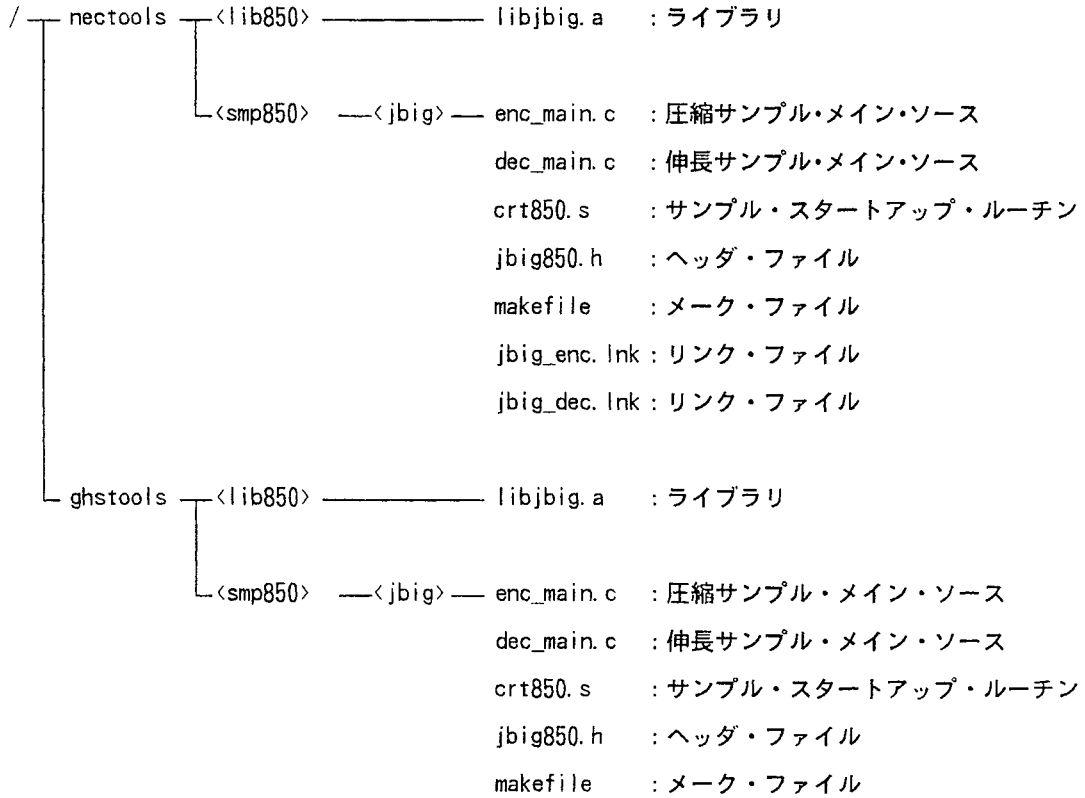 / nectools <lib850> libjbig.a :ライブラリ
<smp850> <jbig> enc_main.c :圧縮サンプル・メイン・ソース
dec_main.c :伸長サンプル・メイン・ソース
crt850.s :サンプル・スタートアップ・ルーチン
jbig850.h :ヘッダ・ファイル
makefile :メーク・ファイル
jbig_enc.lnk:リンク・ファイル
jbig_dec.lnk:リンク・ファイル
ghstools <lib850> libjbig.a :ライブラリ
<smp850> <jbig> enc_main.c :圧縮サンプル・メイン・ソース
dec_main.c :伸長サンプル・メイン・ソース
crt850.s :サンプル・スタートアップ・ルーチン
jbig850.h :ヘッダ・ファイル
makefile :メーク・ファイル